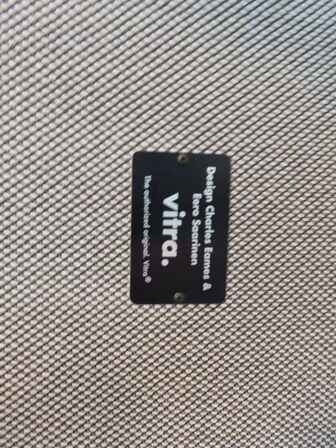 Design Charles Eames &
Eero Saarinen
vitra.
The authorised original. Vitra®